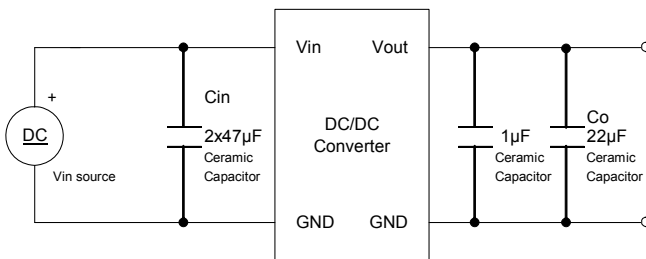 Vin Vout
+
Cin
2x47µF
Ceramic
Capacitor
DC
Vin source
DC/DC
Converter
1µF
Ceramic
Capacitor
Co
22µF
Ceramic
Capacitor
GND GND